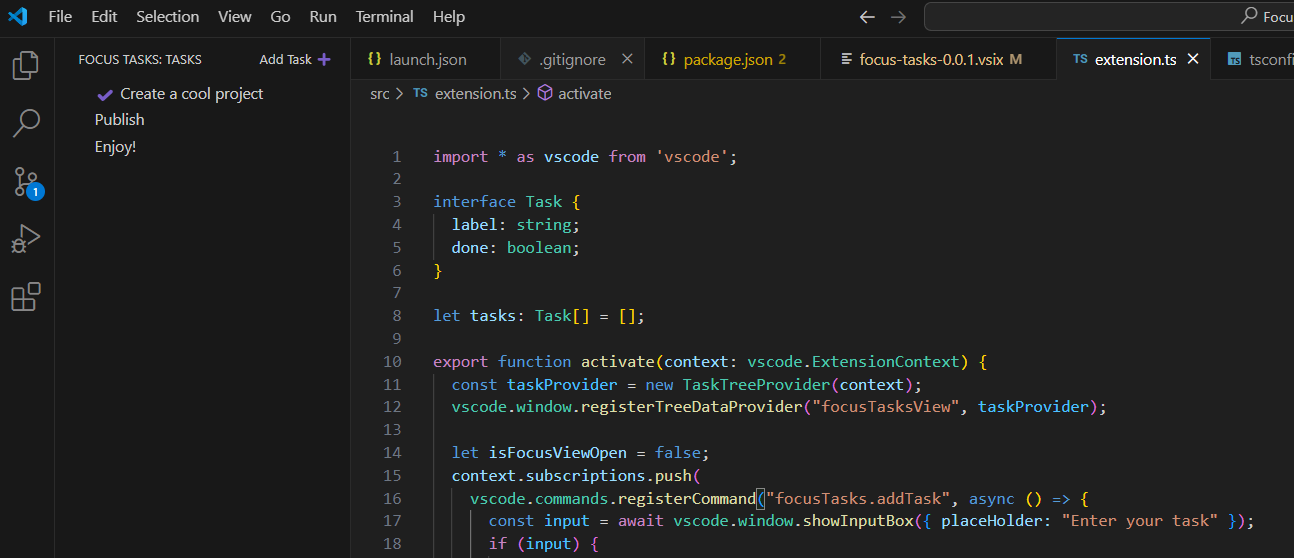 File Edit Selection View Go Run Terminal Help
Focu
FOCUS TASKS: TASKS Add Task +
Create a cool project
Publish
Enjoy!
1
{} launch.json
.gitignore ×
{} package.json 2
focus-tasks-0.0.1.vsix M
TS extension.ts ×
TS tsconfi
src > TS extension.ts > activate
1 import * as vscode from 'vscode';
2
3 interface Task {
4 label: string;
5 done: boolean;
6 }
7
8 let tasks: Task[] = [];
9
10 export function activate(context: vscode.ExtensionContext) {
11 const taskProvider = new TaskTreeProvider(context);
12 vscode.window.registerTreeDataProvider("focusTasksView", taskProvider);
13
14 let isFocusViewOpen = false;
15 context.subscriptions.push(
16 vscode.commands.registerCommand("focusTasks.addTask", async () => {
17 const input = await vscode.window.showInputBox({ placeHolder: "Enter your task" });
18 if (input) {